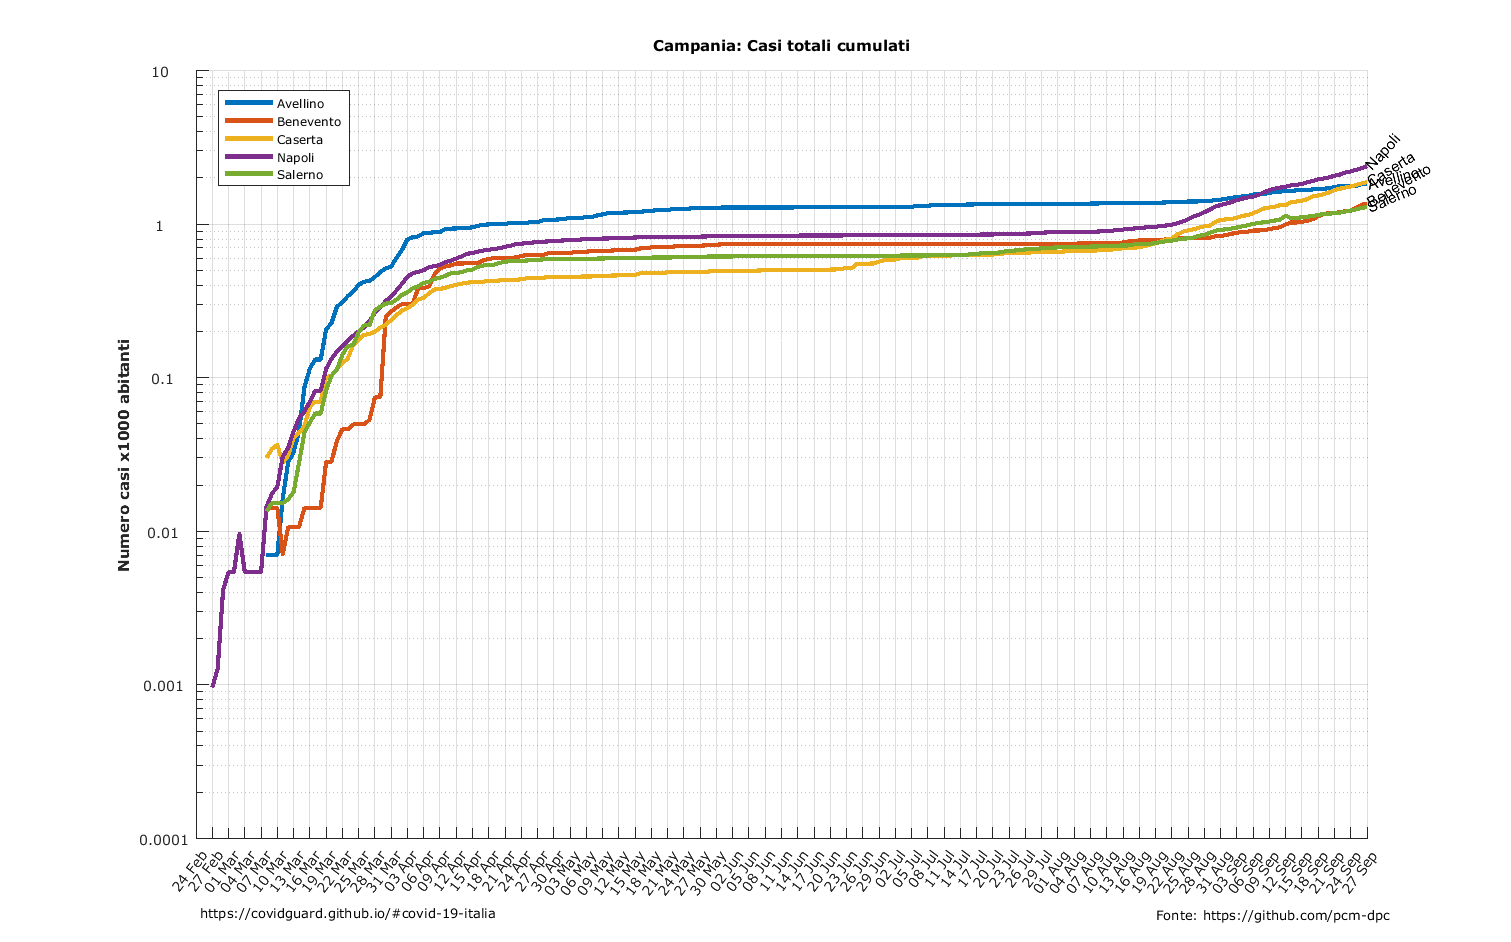 Campania: Casi totali cumulati
10
1
0.1
0.01
0.001
0.0001
Numero casi x1000 abitanti
Avellino
Benevento
Caserta
Napoli
Salerno
Napoli
Caserta
Avellino
Benevento
Salerno
24 Feb
27 Feb
01 Mar
04 Mar
07 Mar
10 Mar
13 Mar
16 Mar
19 Mar
22 Mar
25 Mar
28 Mar
31 Mar
03 Apr
06 Apr
09 Apr
12 Apr
15 Apr
18 Apr
21 Apr
24 Apr
27 Apr
30 Apr
03 May
06 May
09 May
12 May
15 May
18 May
21 May
24 May
27 May
30 May
02 Jun
05 Jun
08 Jun
11 Jun
14 Jun
17 Jun
20 Jun
23 Jun
26 Jun
29 Jun
02 Jul
05 Jul
08 Jul
11 Jul
14 Jul
17 Jul
20 Jul
23 Jul
26 Jul
29 Jul
01 Aug
04 Aug
07 Aug
10 Aug
13 Aug
16 Aug
19 Aug
22 Aug
25 Aug
28 Aug
31 Aug
03 Sep
06 Sep
09 Sep
12 Sep
15 Sep
18 Sep
21 Sep
24 Sep
27 Sep
https://covidguard.github.io/#covid-19-italia
Fonte: https://github.com/pcm-dpc